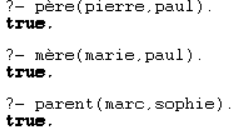 ?- père(pierre,paul).
true.
?- mère(marie,paul).
true.
?- parent(marc,sophie).
true.